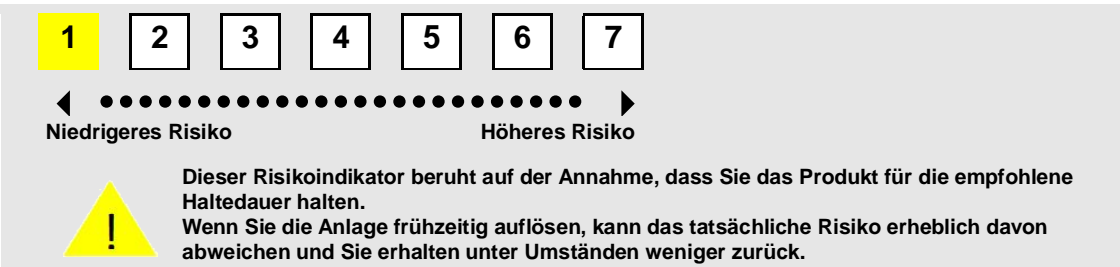 1 2 3 4 5 6 7
Niedrigeres Risiko Höheres Risiko
Dieser Risikoindikator beruht auf der Annahme, dass Sie das Produkt für die empfohlene
Haltedauer halten.
! Wenn Sie die Anlage frühzeitig auflösen, kann das tatsächliche Risiko erheblich davon
abweichen und Sie erhalten unter Umständen weniger zurück.